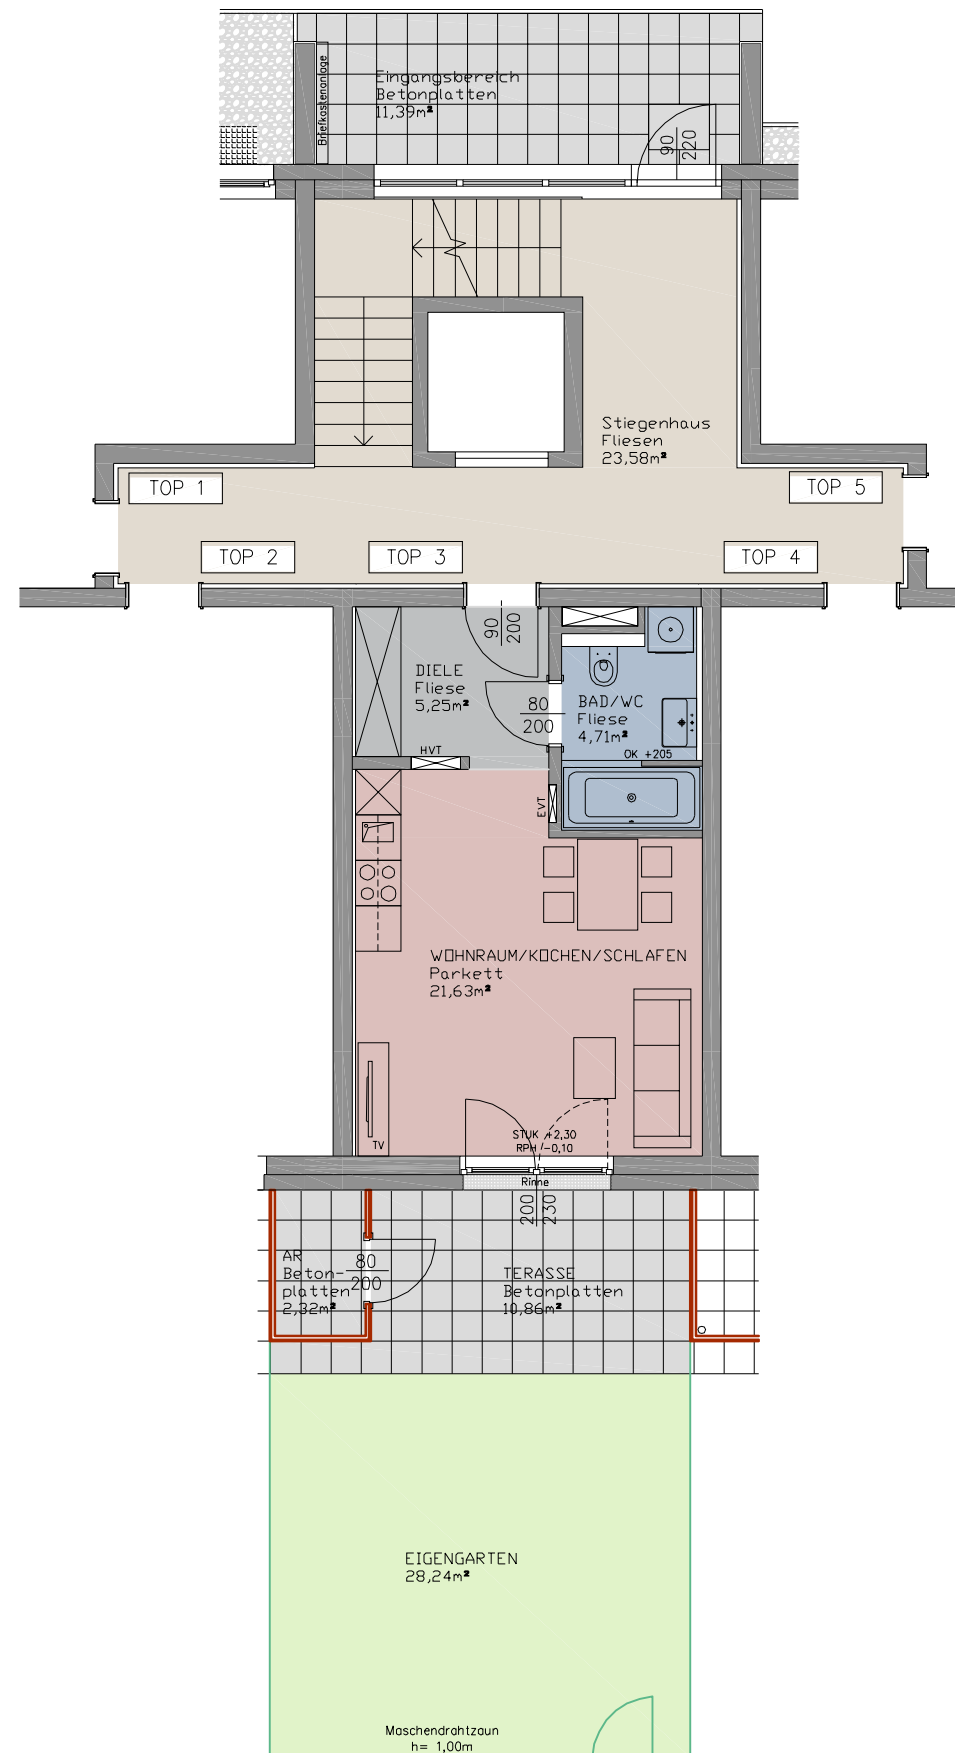 Briefkastenanlage
Eingangsbereich
Betonplatten
11,39m²
90
220
Stiegenhaus
Fliesen
23,58m²
TOP 1
TOP 5
TOP 2
TOP 3
TOP 4
90
200
DIELE
Fliese
5,25m²
80
200
BAD/WC
Fliese
4,71m²
OK +205
HVT
EVT
W□HNRAUM/K□CHEN/SCHLAFEN
Parkett
21,63m²
TV
STUK +2,30
RPH -0,10
Rinne
200
230
AR
Beton-
platten
2,32m²
80
200
TERASSE
Betonplatten
10,86m²
EIGENGARTEN
28,24m²
Maschendrahtzaun
h= 1,00m